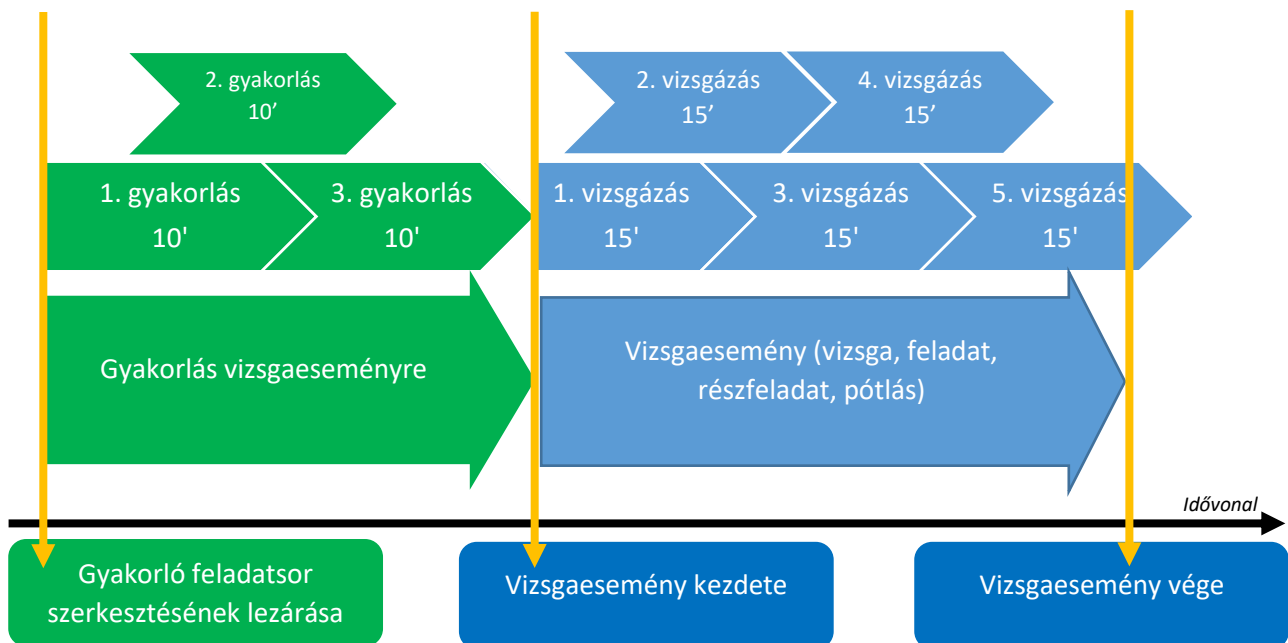 2. gyakorlás
10’
2. vizsgázás
15’
4. vizsgázás
15’
1. gyakorlás
10'
3. gyakorlás
10'
1. vizsgázás
15'
3. vizsgázás
15'
5. vizsgázás
15'
Gyakorlás vizsgaeseményre
Vizsgaesemény (vizsga, feladat,
részfeladat, pótlás)
Idővonal
Gyakorló feladatsor
szerkesztésének lezárása
Vizsgaesemény kezdete
Vizsgaesemény vége